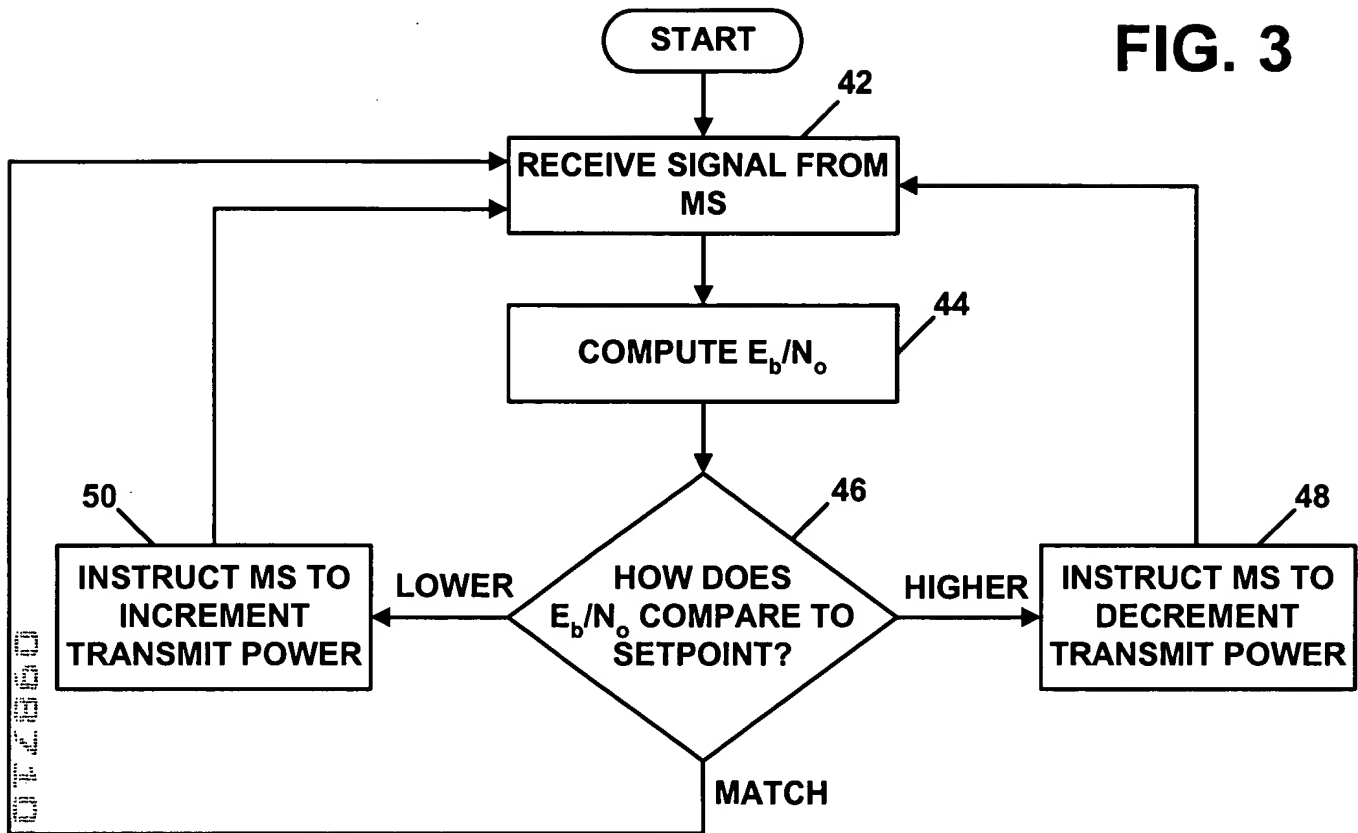 FIG. 3
START
42
RECEIVE SIGNAL FROM
MS
44
COMPUTE Eb/No
46
HOW DOES
Eb/No COMPARE TO
SETPOINT?
50
INSTRUCT MS TO
INCREMENT
TRANSMIT POWER
LOWER
HIGHER
48
INSTRUCT MS TO
DECREMENT
TRANSMIT POWER
MATCH